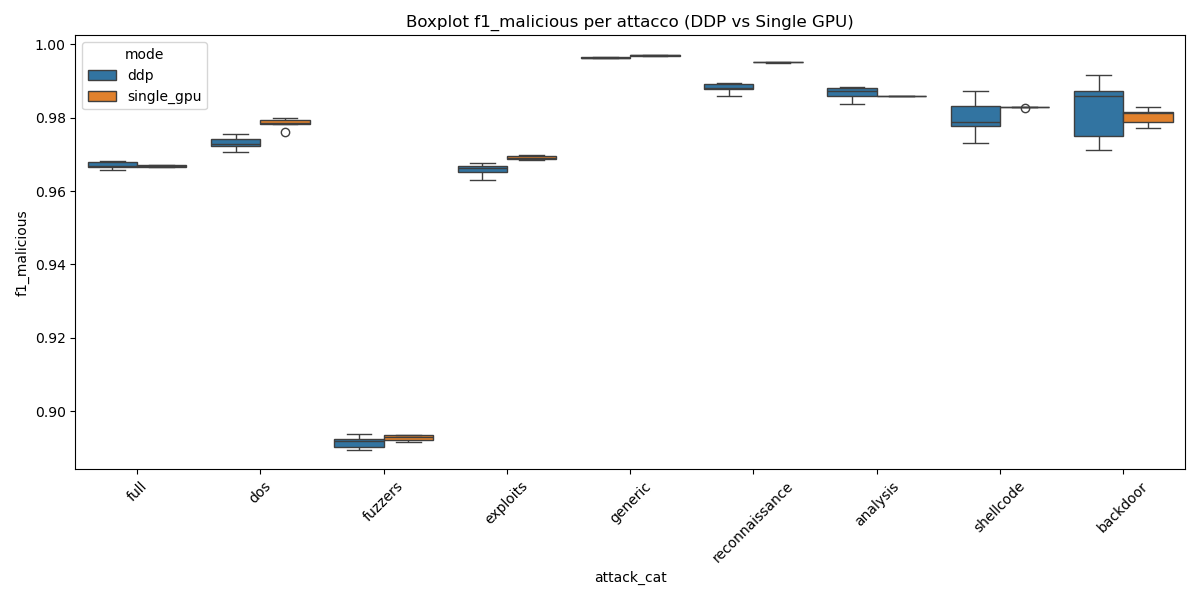 Boxplot f1_malicious per attacco (DDP vs Single GPU)
mode
ddp
single_gpu
f1_malicious
1.00
0.98
0.96
0.94
0.92
0.90
full
dos
fuzzers
exploits
generic
reconnaissance
analysis
shellcode
backdoor
attack_cat